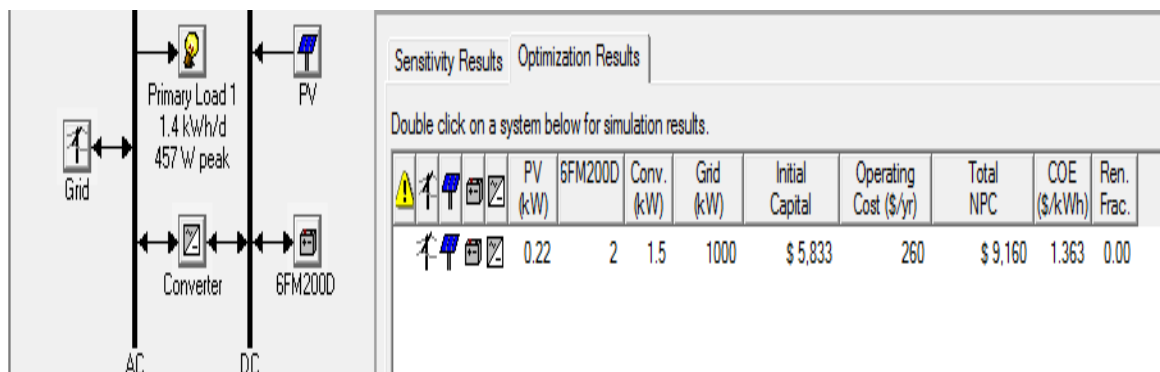 Primary Load 1
1.4 kWh/d
457 W peak
PV
Grid
Converter
6FM200D
AC
DC
Sensitivity Results
Optimization Results
Double click on a system below for simulation results.
PV (kW) 6FM200D Conv. (kW) Grid (kW) Initial Capital Operating Cost ($/yr) Total NPC COE ($/kWh) Ren. Frac.
0.22 2 1.5 1000 $ 5,833 260 $ 9,160 1.363 0.00